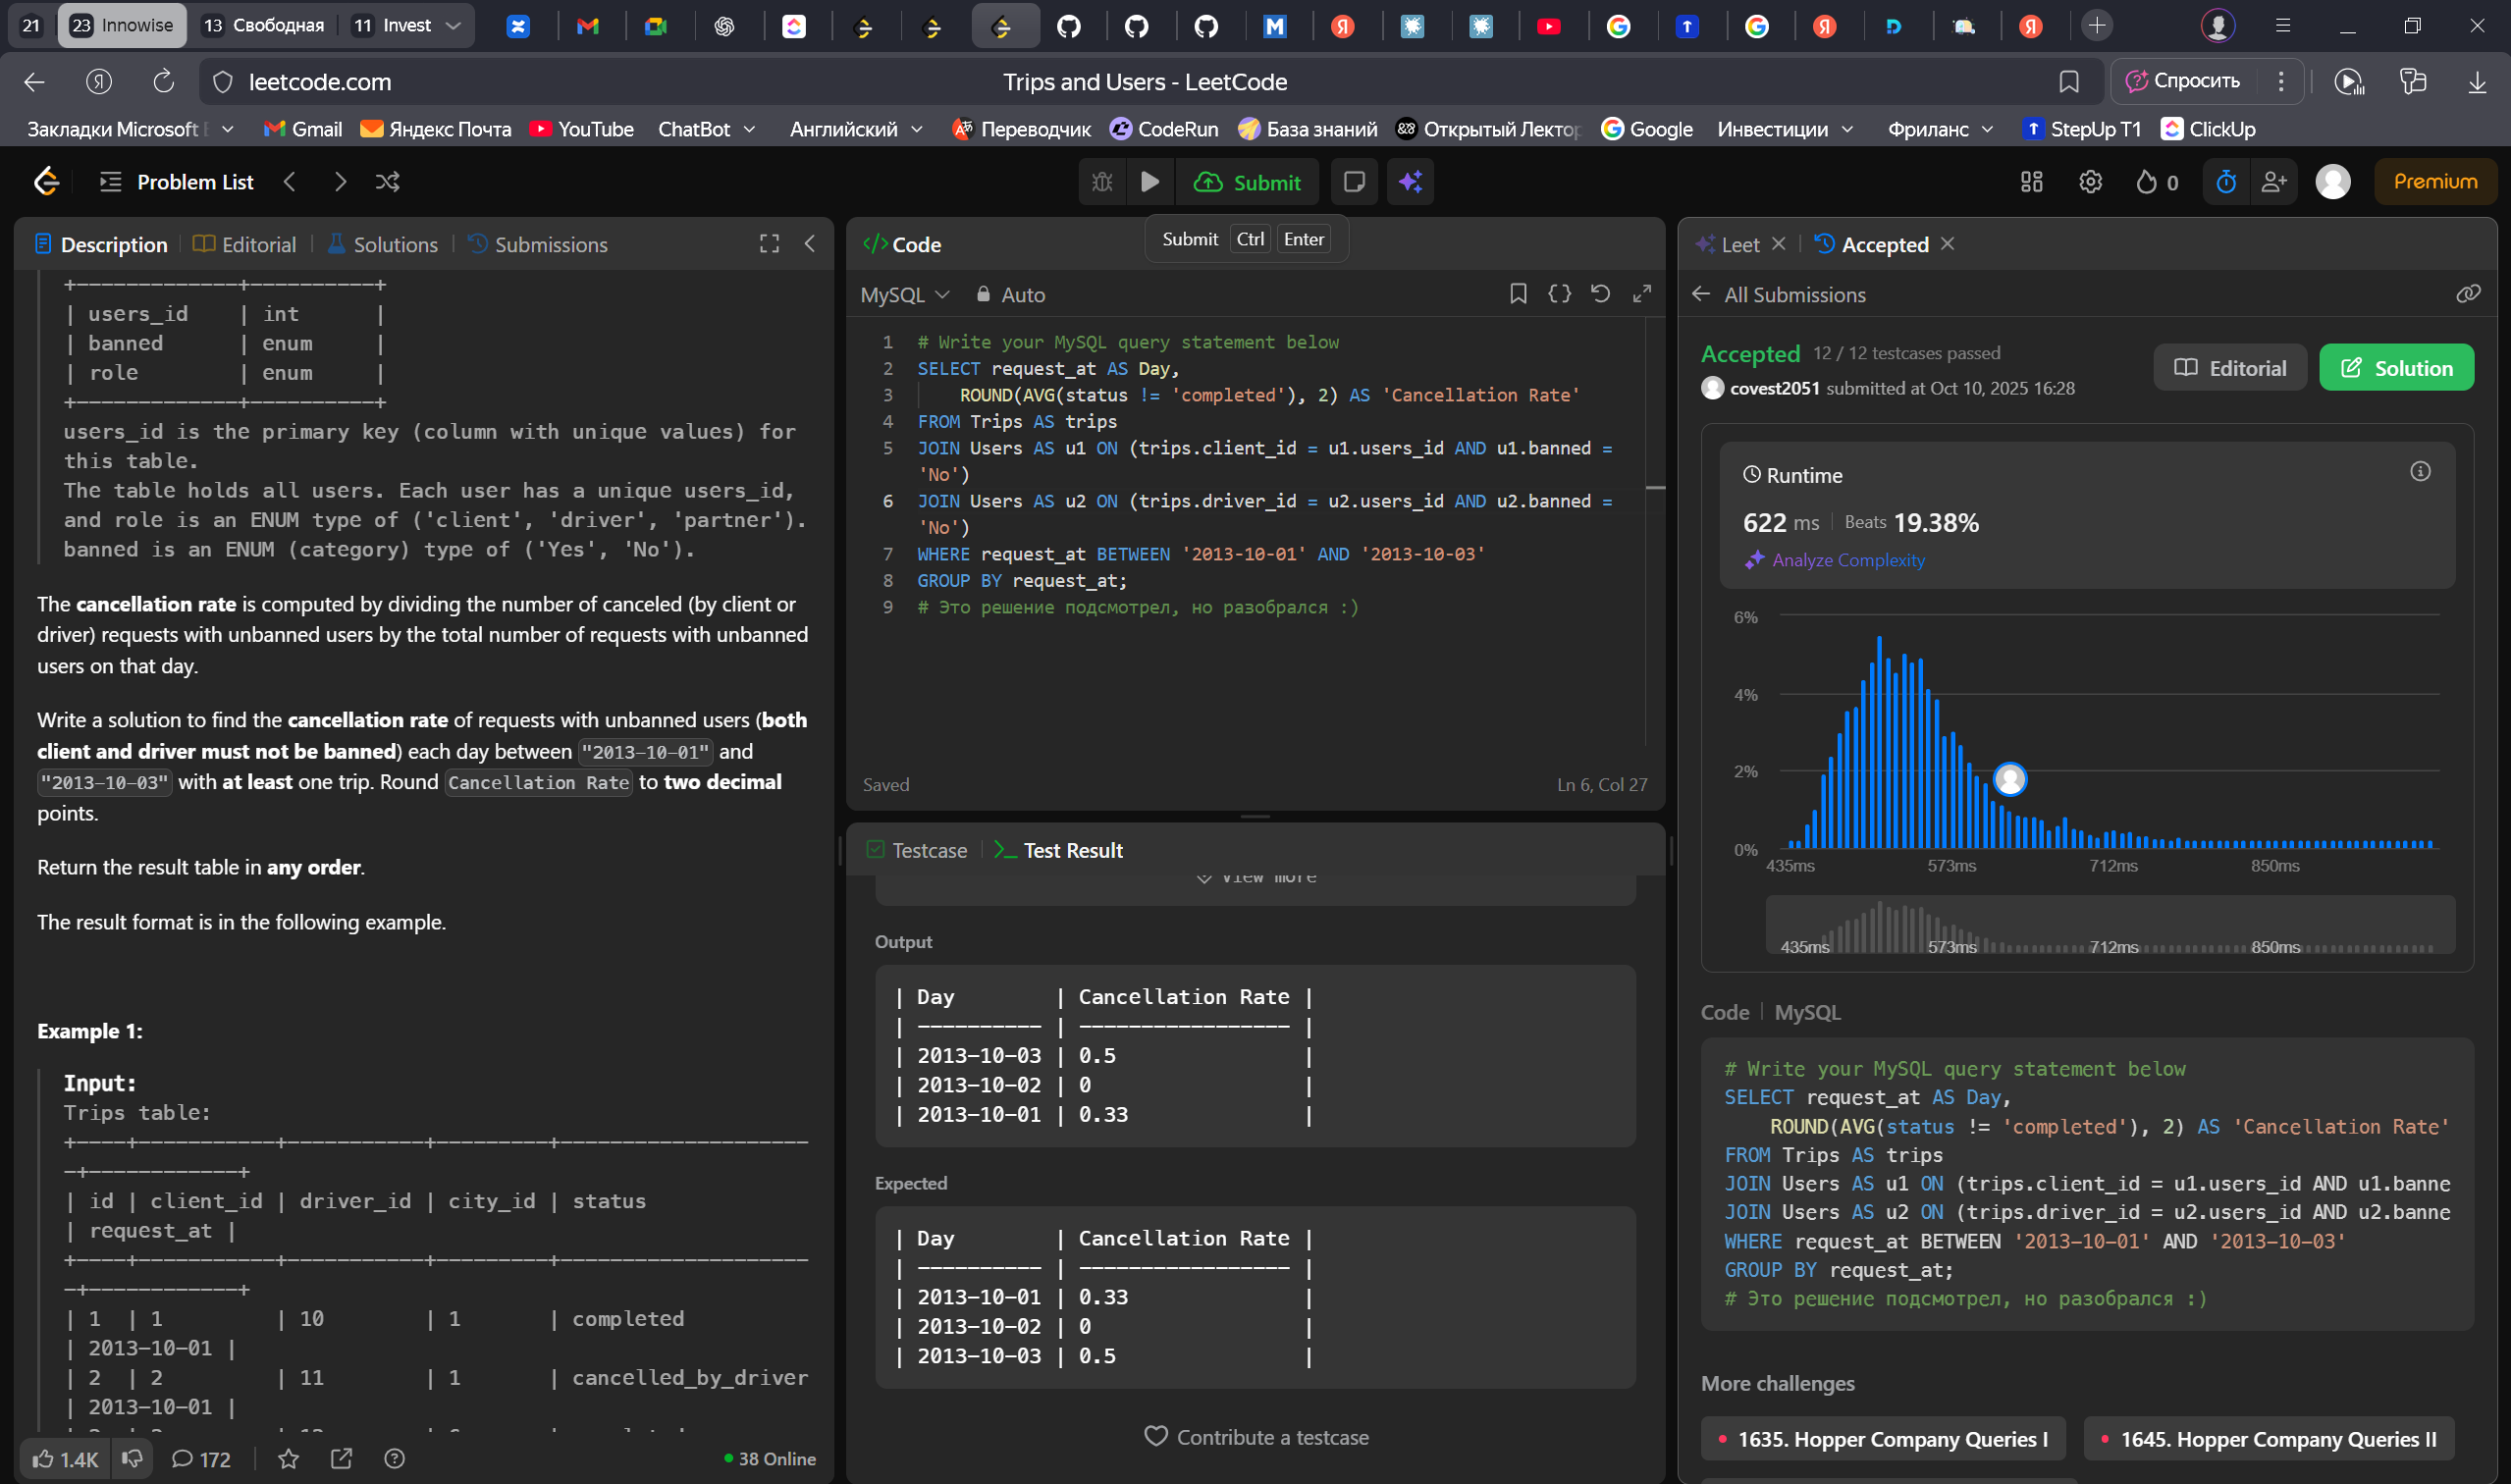 21 23 Innowise 13 Свободная 11 Invest
leetcode.com Trips and Users - LeetCode Спросить
Закладки Microsoft Gmail Яндекс Почта YouTube ChatBot Английский Переводчик CodeRun База знаний Открытый Лектор Google Инвестиции Фриланс StepUp T1 ClickUp
Problem List Submit 0 Premium
Submit Ctrl Enter
Description Editorial Solutions Submissions
+-------------+----------+
| users_id | int |
| banned | enum |
| role | enum |
+-------------+----------+
users_id is the primary key (column with unique values) for
this table.
The table holds all users. Each user has a unique users_id,
and role is an ENUM type of ('client', 'driver', 'partner').
banned is an ENUM (category) type of ('Yes', 'No').
The cancellation rate is computed by dividing the number of canceled (by client or
driver) requests with unbanned users by the total number of requests with unbanned
users on that day.
Write a solution to find the cancellation rate of requests with unbanned users (both
client and driver must not be banned) each day between "2013-10-01" and
"2013-10-03" with at least one trip. Round Cancellation Rate to two decimal
points.
Return the result table in any order.
The result format is in the following example.
Example 1:
Input:
Trips table:
+----+-----------+-----------+---------+---------------------
-+------------+
| id | client_id | driver_id | city_id | status
| request_at |
+----+-----------+-----------+---------+---------------------
-+------------+
| 1 | 1 | 10 | 1 | completed
| 2013-10-01 |
| 2 | 2 | 11 | 1 | cancelled_by_driver
| 2013-10-01 |
1.4K 172 38 Online
Code
MySQL Auto
1 # Write your MySQL query statement below
2 SELECT request_at AS Day,
3 ROUND(AVG(status != 'completed'), 2) AS 'Cancellation Rate'
4 FROM Trips AS trips
5 JOIN Users AS u1 ON (trips.client_id = u1.users_id AND u1.banned =
'No')
6 JOIN Users AS u2 ON (trips.driver_id = u2.users_id AND u2.banned =
'No')
7 WHERE request_at BETWEEN '2013-10-01' AND '2013-10-03'
8 GROUP BY request_at;
9 # Это решение подсмотрел, но разобрался :)
Saved Ln 6, Col 27
Testcase Test Result
View more
Output
| Day | Cancellation Rate |
| ---------- | ----------------- |
| 2013-10-03 | 0.5 |
| 2013-10-02 | 0 |
| 2013-10-01 | 0.33 |
Expected
| Day | Cancellation Rate |
| ---------- | ----------------- |
| 2013-10-01 | 0.33 |
| 2013-10-02 | 0 |
| 2013-10-03 | 0.5 |
Contribute a testcase
Leet Accepted
All Submissions
Accepted 12 / 12 testcases passed
covest2051 submitted at Oct 10, 2025 16:28
Editorial Solution
Runtime
622 ms Beats 19.38%
Analyze Complexity
6%
4%
2%
0%
435ms 573ms 712ms 850ms
435ms 573ms 712ms 850ms
Code MySQL
# Write your MySQL query statement below
SELECT request_at AS Day,
ROUND(AVG(status != 'completed'), 2) AS 'Cancellation Rate'
FROM Trips AS trips
JOIN Users AS u1 ON (trips.client_id = u1.users_id AND u1.banne
JOIN Users AS u2 ON (trips.driver_id = u2.users_id AND u2.banne
WHERE request_at BETWEEN '2013-10-01' AND '2013-10-03'
GROUP BY request_at;
# Это решение подсмотрел, но разобрался :)
More challenges
1635. Hopper Company Queries I 1645. Hopper Company Queries II